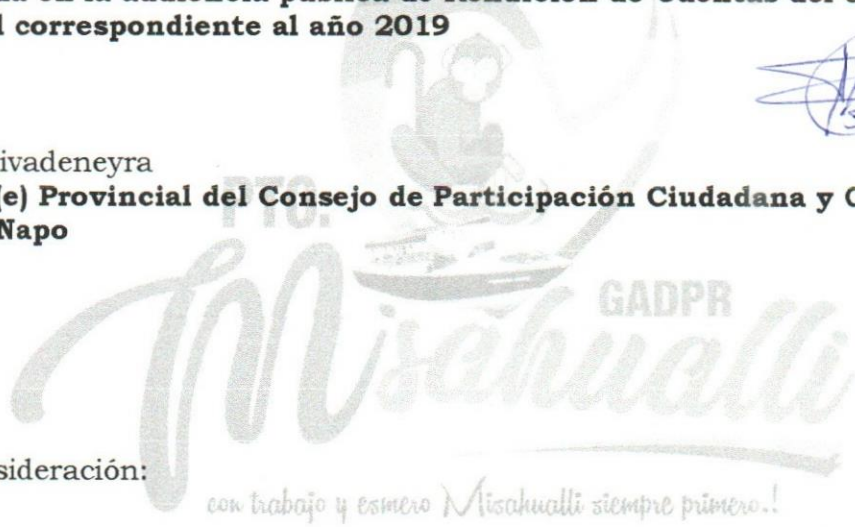 en la audiencia pública de Rendición de Cuentas del
correspondiente al año 2019
ivadeneyra
(e) Provincial del Consejo de Participación Ciudadana y
Napo
PTO.
GADPR
Misahualli
sideración:
con trabajo y esmero Misahualli siempre primero.!